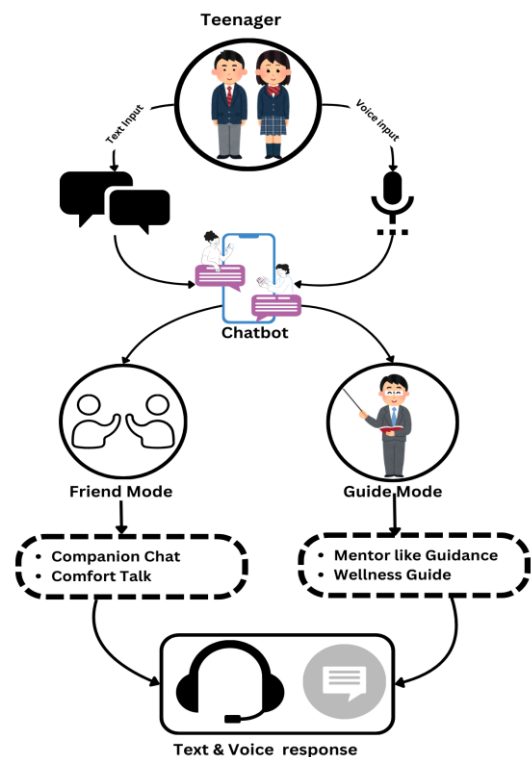 Teenager
Text Input
Voice input
Chatbot
Friend Mode
Guide Mode
• Companion Chat
• Comfort Talk
• Mentor like Guidance
• Wellness Guide
Text & Voice response